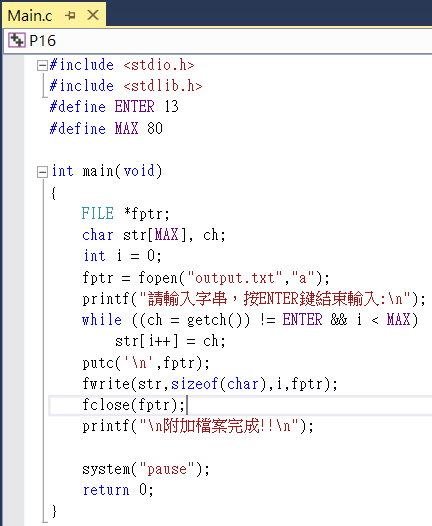 Main.c
P16
#include <stdio.h>
#include <stdlib.h>
#define ENTER 13
#define MAX 80

int main(void)
{
    FILE *fptr;
    char str[MAX], ch;
    int i = 0;
    fptr = fopen("output.txt","a");
    printf("請輸入字串，按ENTER鍵結束輸入:\n");
    while ((ch = getch()) != ENTER && i < MAX)
        str[i++] = ch;
    putc('\n',fptr);
    fwrite(str,sizeof(char),i,fptr);
    fclose(fptr);
    printf("\n附加檔案完成!!\n");

    system("pause");
    return 0;
}